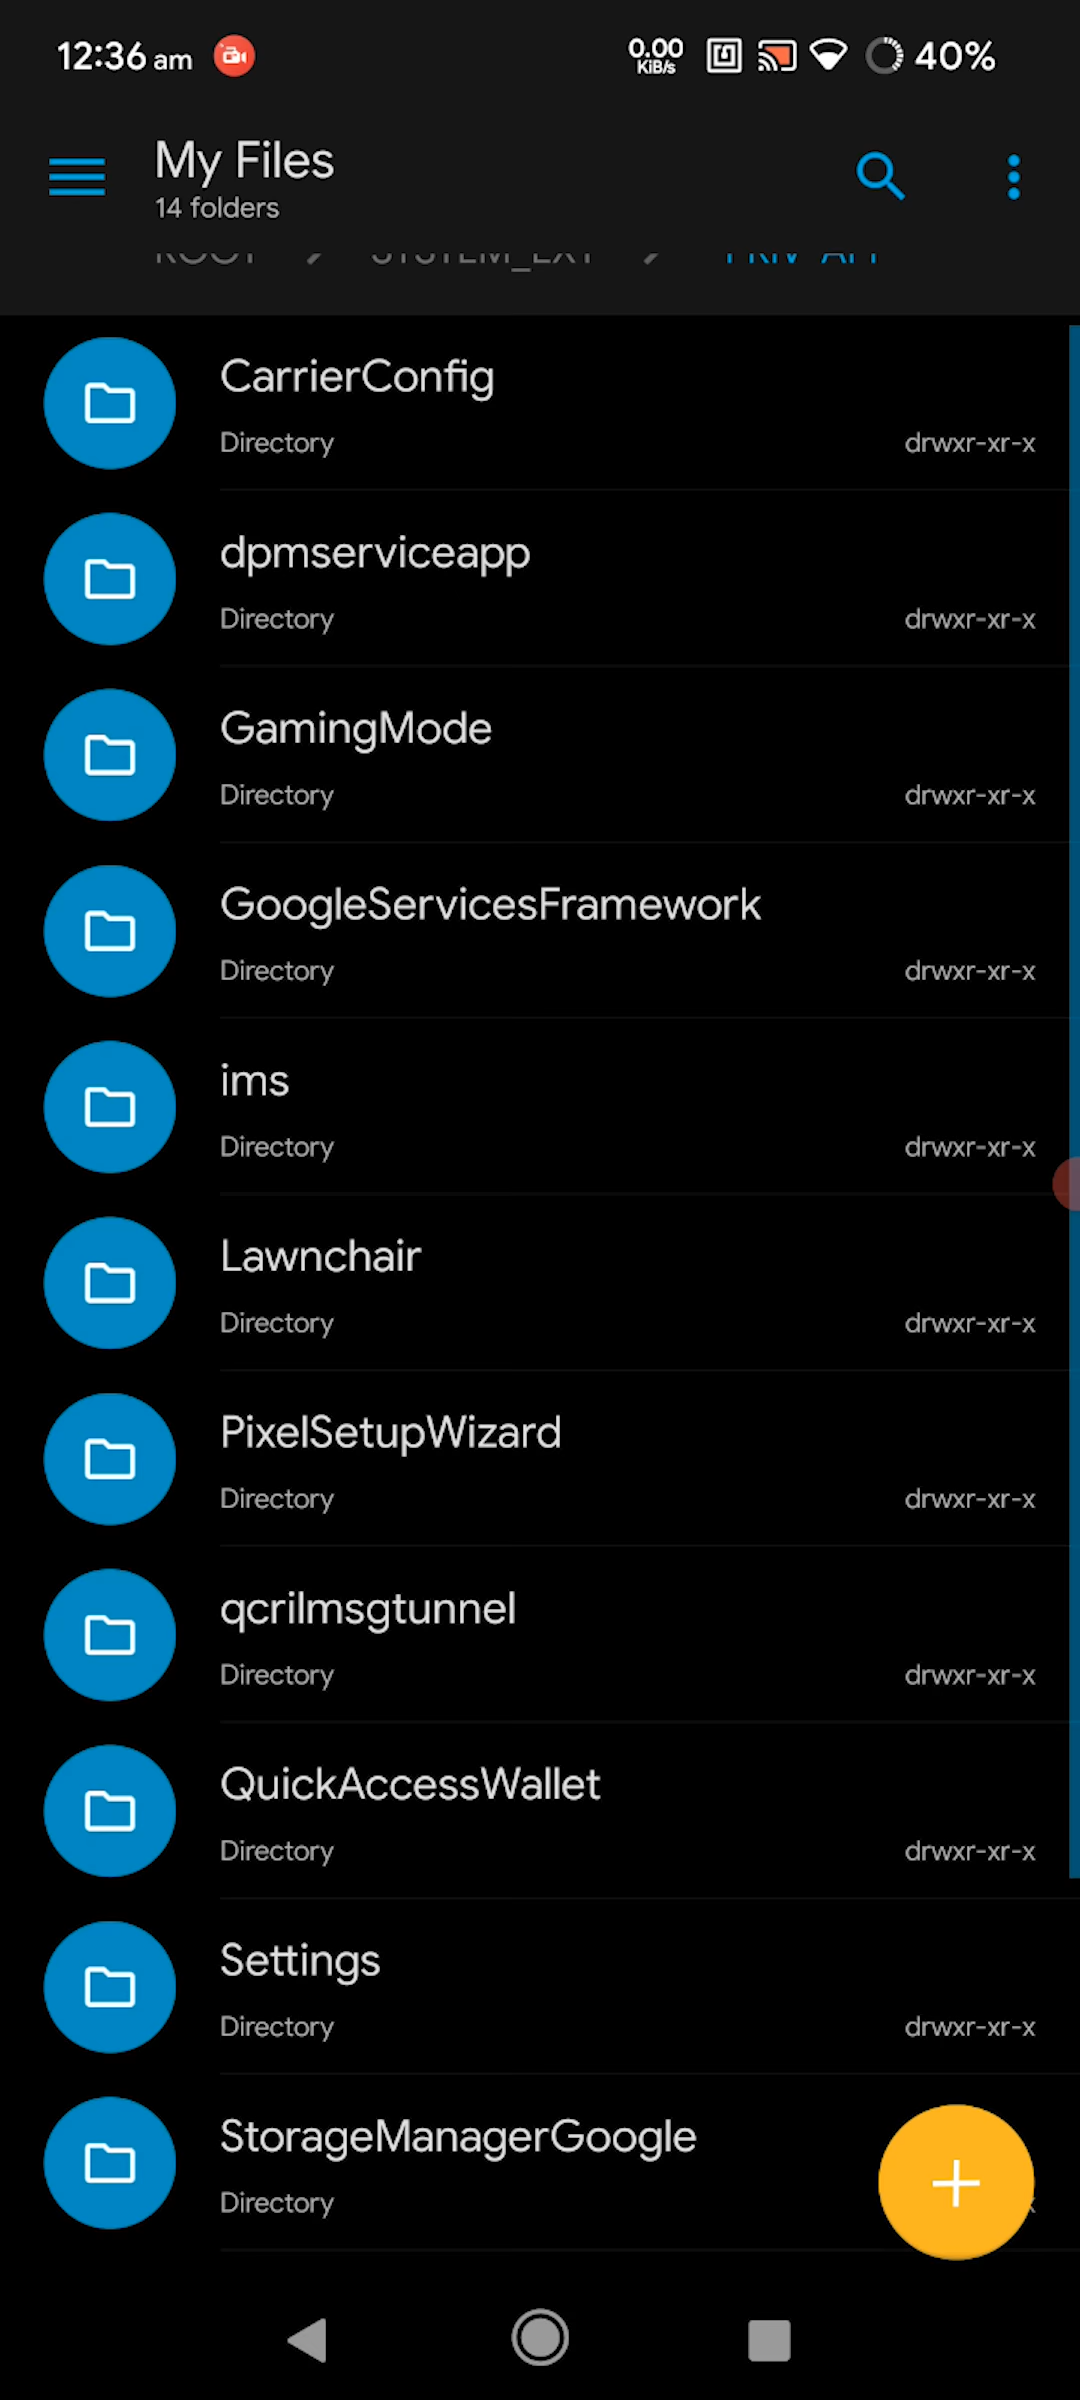 12:36 am
0.00
KiB/s
40%
My Files
14 folders
CarrierConfig
Directory
drwxr-xr-x
dpmserviceapp
Directory
drwxr-xr-x
GamingMode
Directory
drwxr-xr-x
GoogleServicesFramework
Directory
drwxr-xr-x
ims
Directory
drwxr-xr-x
Lawnchair
Directory
drwxr-xr-x
PixelSetupWizard
Directory
drwxr-xr-x
qcrilmsgtunnel
Directory
drwxr-xr-x
QuickAccessWallet
Directory
drwxr-xr-x
Settings
Directory
drwxr-xr-x
StorageManagerGoogle
Directory